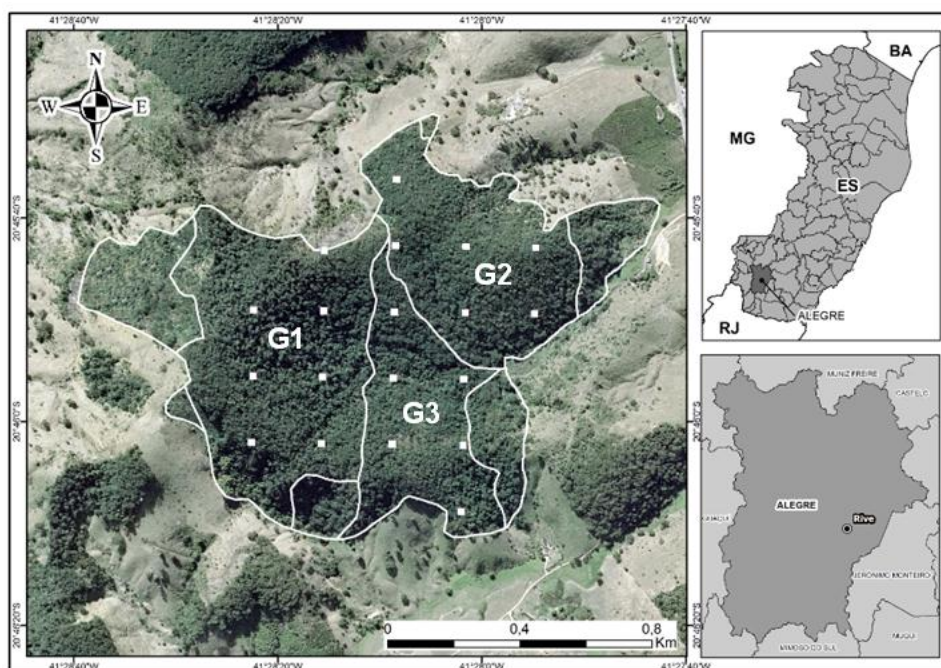 41°28'40"W 41°28'20"W 41°28'0"W 41°27'40"W
N
W E
S
20°45'40"S 20°45'40"S
G1
G2
G3
20°46'0"S 20°46'0"S
20°46'20"S 20°46'20"S
0 0,4 0,8
Km
41°28'40"W 41°28'20"W 41°28'0"W 41°27'40"W
BA
MG
ES
ALEGRE
RJ
MUNIZ FREIRE
CASTELO
ALEGRE
Rive
JERONIMO MONTEIRO
MUQUI
MIMOSO DO SUL